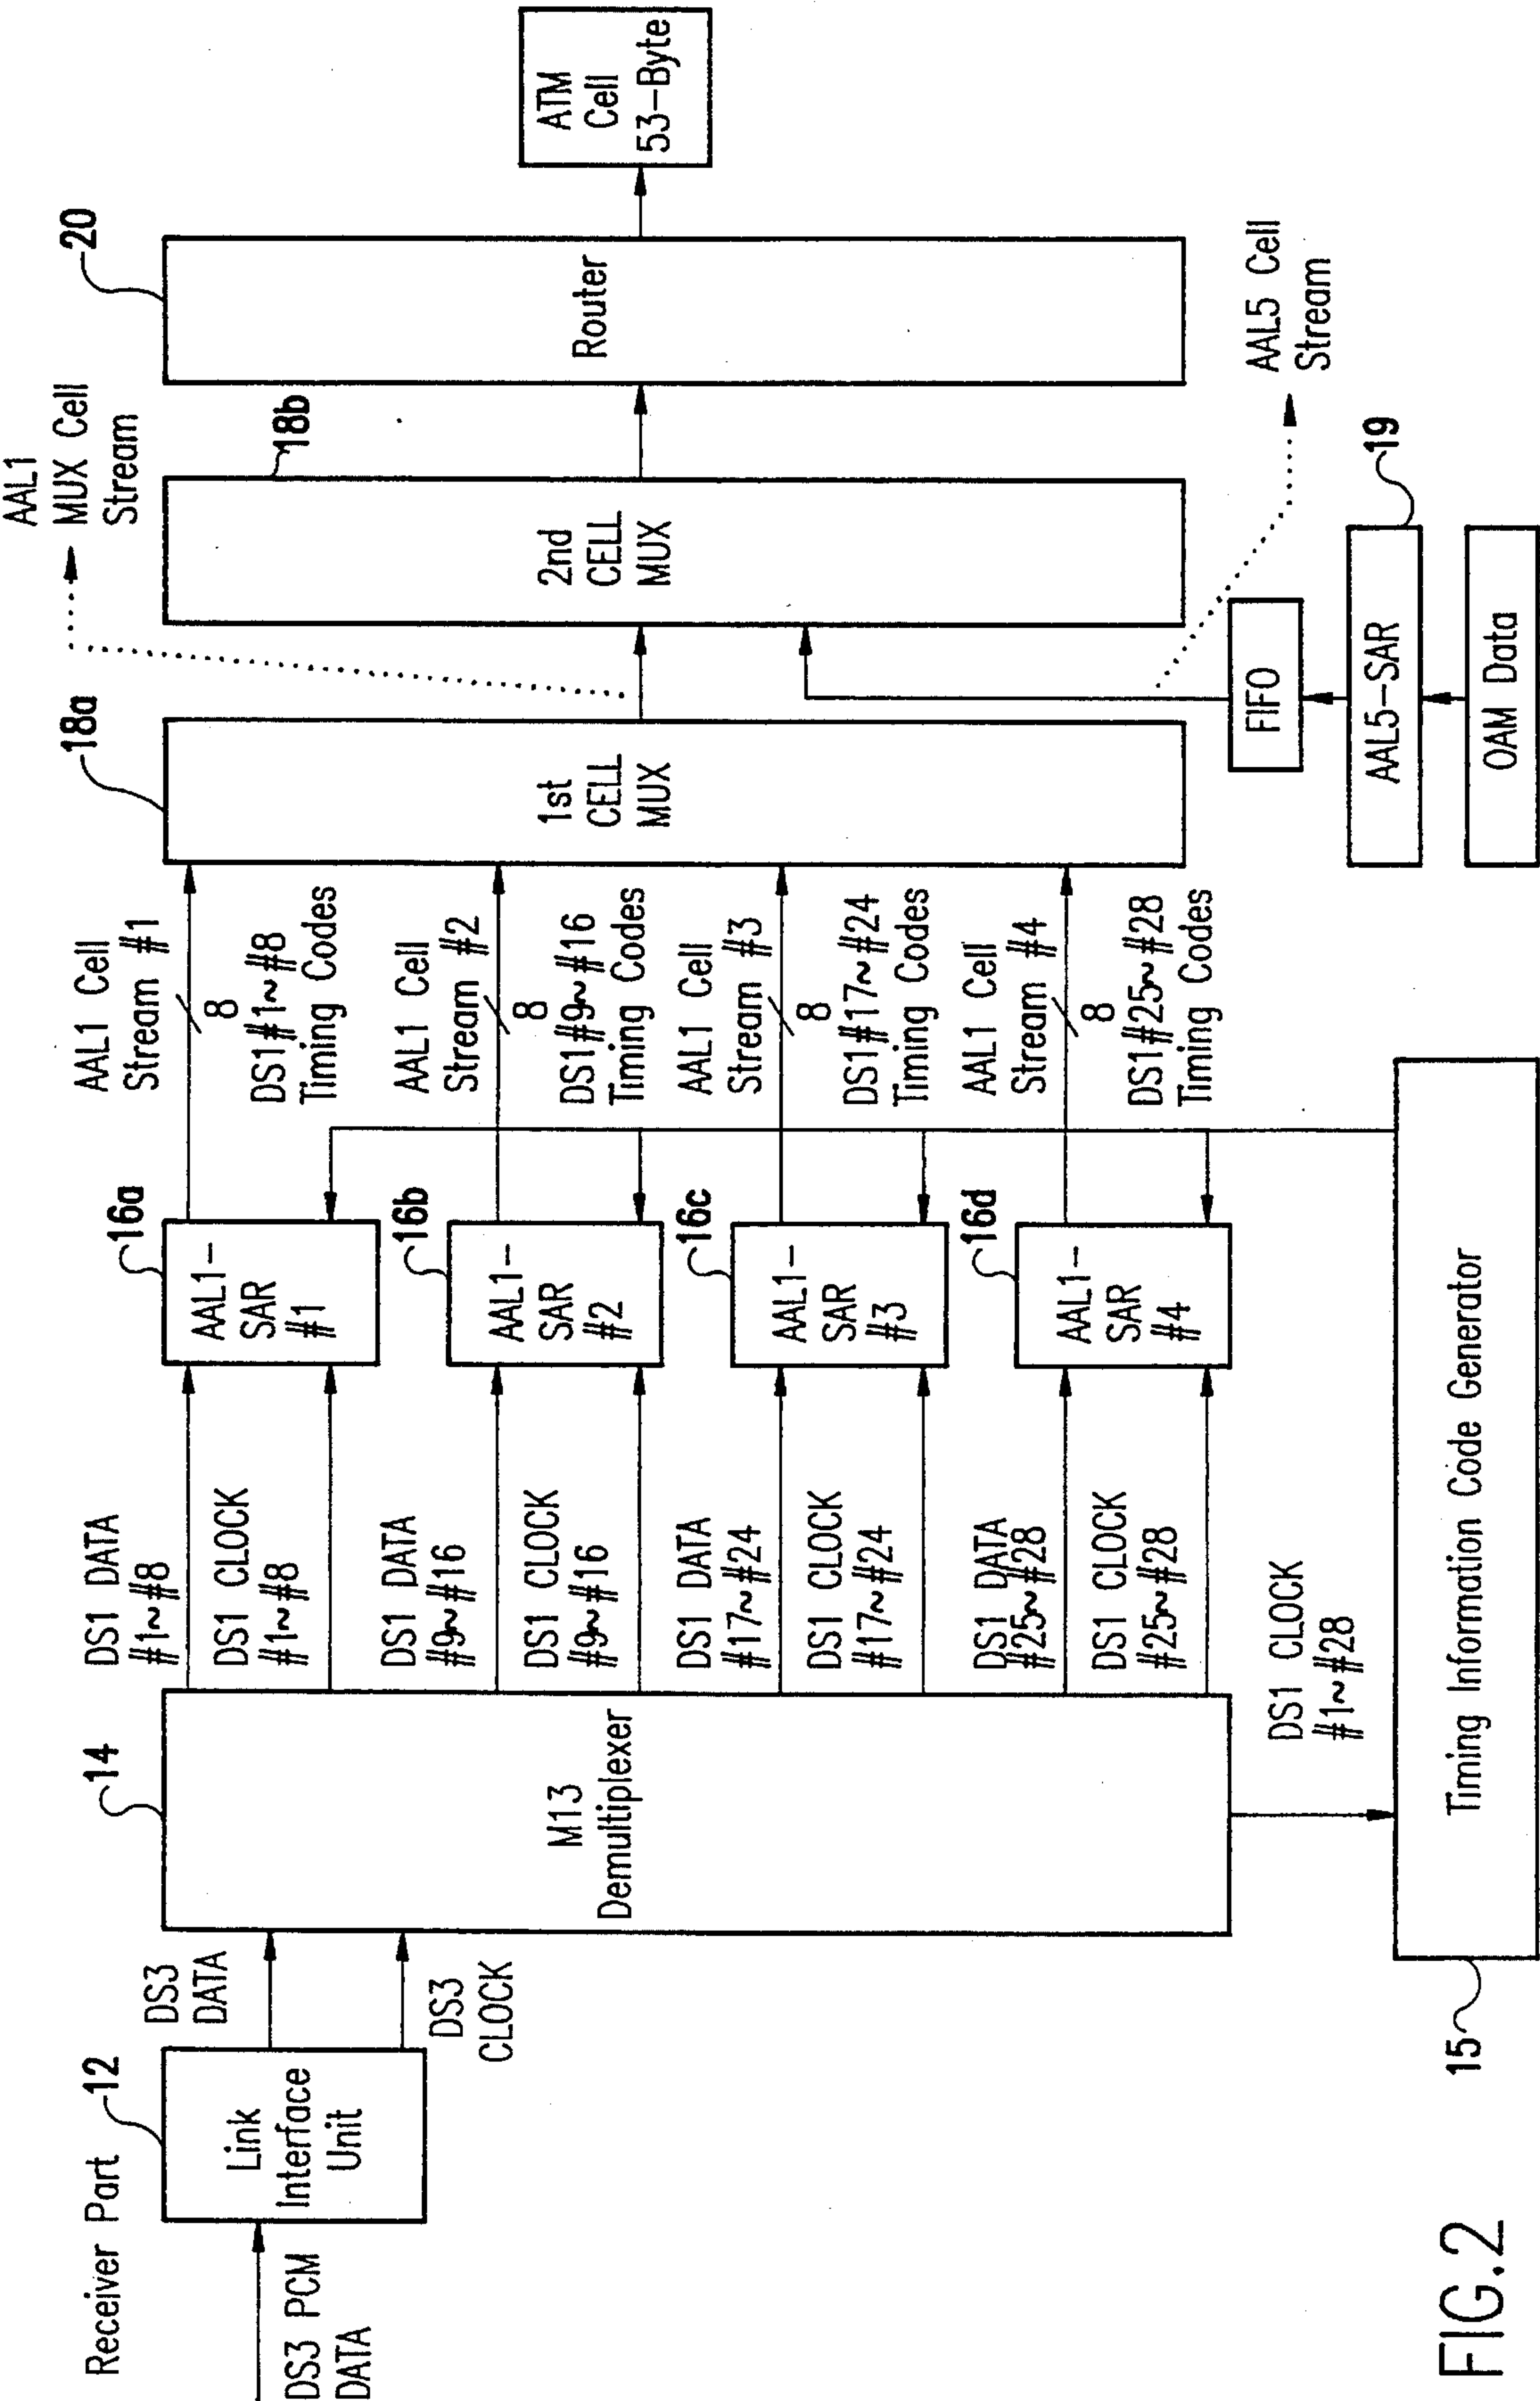 Receiver Part
DS3 PCM
DATA
12
Link
Interface
Unit
DS3
DATA
DS3
CLOCK
14
M13
Demultiplexer
DS1 DATA
#1~#8
DS1 CLOCK
#1~#8
DS1 DATA
#9~#16
DS1 CLOCK
#9~#16
DS1 DATA
#17~#24
DS1 CLOCK
#17~#24
DS1 DATA
#25~#28
DS1 CLOCK
#25~#28
DS1 CLOCK
#1~#28
15
Timing Information Code Generator
16a
AAL1-
SAR
#1
16b
AAL1-
SAR
#2
16c
AAL1-
SAR
#3
16d
AAL1-
SAR
#4
AAL1 Cell
Stream #1
8
DS1#1~#8
Timing Codes
AAL1 Cell
Stream #2
8
DS1#9~#16
Timing Codes
AAL1 Cell
Stream #3
8
DS1#17~#24
Timing Codes
AAL1 Cell
Stream #4
8
DS1#25~#28
Timing Codes
18a
1st
CELL
MUX
AAL1
MUX Cell
Stream
18b
2nd
CELL
MUX
FIFO
AAL5-SAR
19
OAM Data
AAL5 Cell
Stream
20
Router
ATM
Cell
53-Byte
FIG.2